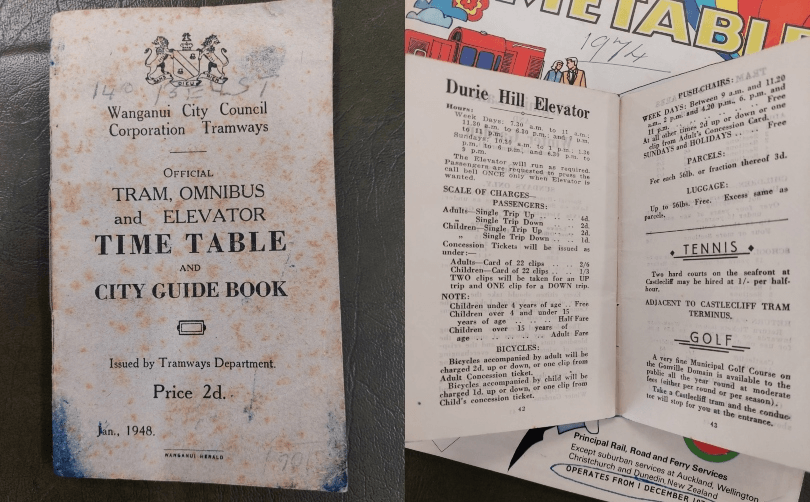 Wanganui City Council
Corporation Tramways
Official
TRAM, OMNIBUS
and ELEVATOR
TIME TABLE
AND
CITY GUIDE BOOK
Issued by Tramways Department.
Price 2d.
Jan., 1948.
WANGANUI HERALD
TIMETABLE
1974
Durie Hill Elevator
Hours:
Week Days: 7.30 a.m. to 11 a.m.;
11.20 a.m. to 6.30 p.m.; and
to 11 p.m.
Sundays: 10.30 a.m. to 1 p.m., 1.30
p.m. to 6 p.m., and 6.30 p.m. to
9 p.m.
The Elevator will run as required.
Passengers are requested to press the
call bell ONCE only when Elevator is
wanted.
SCALE OF CHARGES—
PASSENGERS:
Adults—Single Trip Up .. .. 4d.
„ Single Trip Down .. 2d.
Children—Single Trip Up .. 2d.
„ Single Trip Down .. 1d.
Concession Tickets will be issued as
under:—
Adults—Card of 22 clips .. 2/6
Children—Card of 22 clips .. 1/3
TWO clips will be taken for an UP
trip and ONE clip for a DOWN trip.
NOTE:
Children under 4 years of age .. Free
Children over 4 and under 15
years of age .. .. .. Half Fare
Children over 15 years of
age .. .. .. .. Adult Fare
BICYCLES:
Bicycles accompanied by adult will be
charged 2d. up or down, or one clip from
Adult Concession ticket.
Bicycles accompanied by child will be
charged 1d. up or down, or one clip from
Child's concession ticket.
42
PUSH-CHAIRS:
WEEK DAYS: Between 9 a.m. and 11.20
a.m., 2 p.m. and 4.20 p.m., 6. p.m. and
11 p.m. .. .. .. .. Free
At all other times 2d up or down or one
clip from Adult's Concession Card.
SUNDAYS and HOLIDAYS .. .. Free
PARCELS:
For each 56lb. or fraction thereof 3d.
LUGGAGE:
Up to 56lbs. Free. Excess same as
parcels.
TENNIS
Two hard courts on the seafront at
Castlecliff may be hired at 1/- per half-
hour.
ADJACENT TO CASTLECLIFF TRAM
TERMINUS.
GOLF
A very fine Municipal Golf Course on
the Gonville Domain is available to the
public all the year round at moderate
fees (either per round or per season).
Take a Castlecliff tram and the conduc-
tor will stop for you at the entrance.
43
Principal Rail, Road and Ferry Services
Except suburban services at Auckland, Wellington
Christchurch and Dunedin, New Zealand
OPERATES FROM 1 DECEMBER